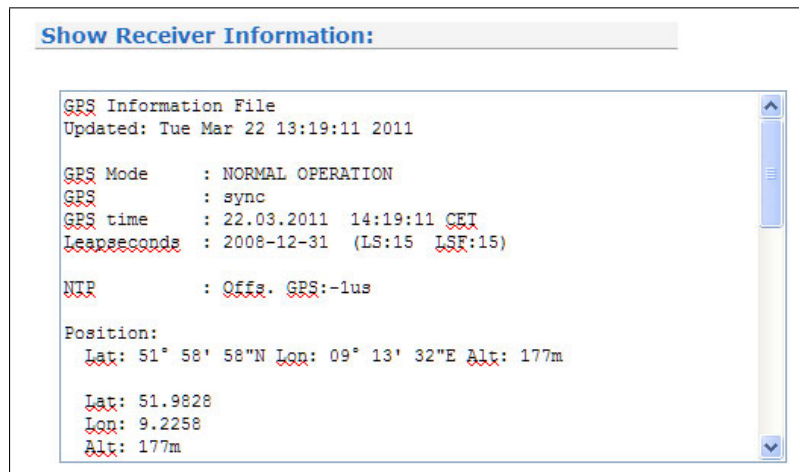 Show Receiver Information:
GPS Information File
Updated: Tue Mar 22 13:19:11 2011
GPS Mode : NORMAL OPERATION
GPS : sync
GPS time : 22.03.2011 14:19:11 CET
Leapseconds : 2008-12-31 (LS:15 LSF:15)
NTP : Offs. GPS:-1us
Position:
Lat: 51° 58' 58"N Lon: 09° 13' 32"E Alt: 177m
Lat: 51.9828
Lon: 9.2258
Alt: 177m